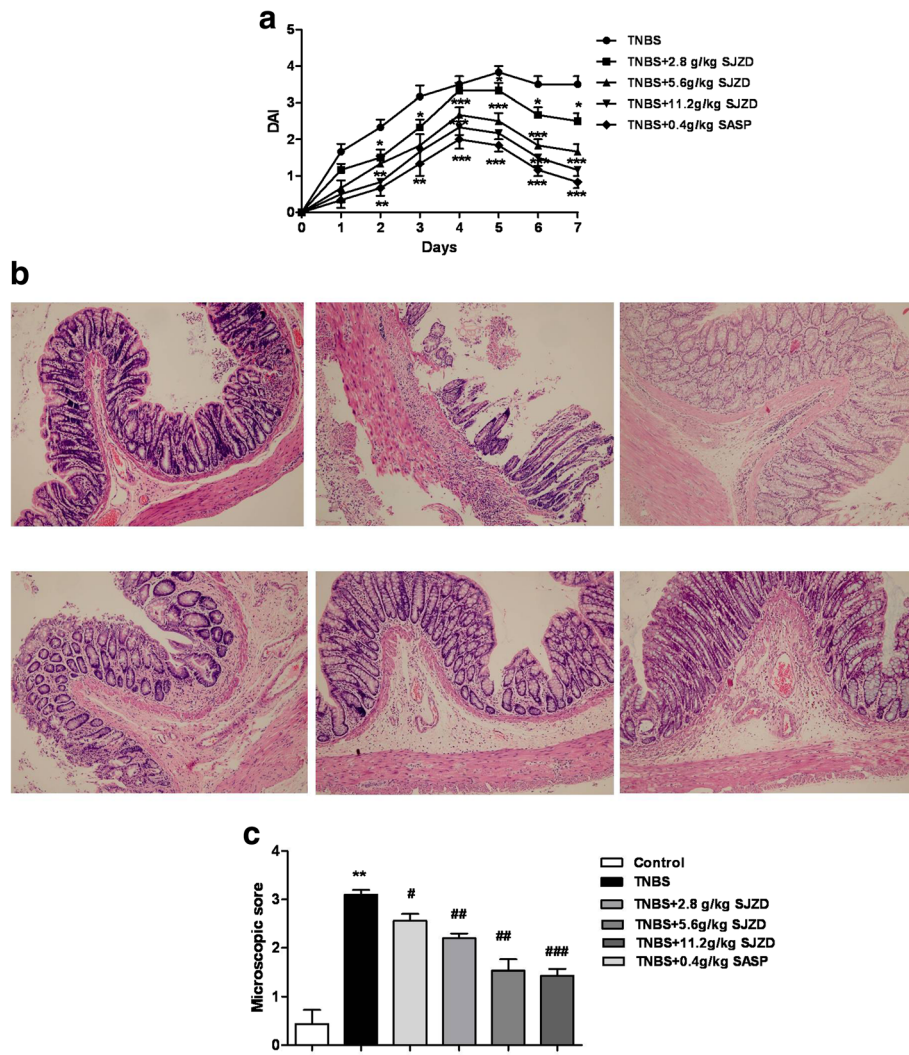 a
TNBS
TNBS+2.8 g/kg SJZD
TNBS+5.6g/kg SJZD
TNBS+11.2g/kg SJZD
TNBS+0.4g/kg SASP
DAI
5
4
3
2
1
0
* * * *** *** * *
** *** *** ***
** ** *** *** *** ***
0 1 2 3 4 5 6 7
Days
b
c
Microscopic sore
4
3
2
1
0
** # ## ## ###
Control
TNBS
TNBS+2.8 g/kg SJZD
TNBS+5.6g/kg SJZD
TNBS+11.2g/kg SJZD
TNBS+0.4g/kg SASP